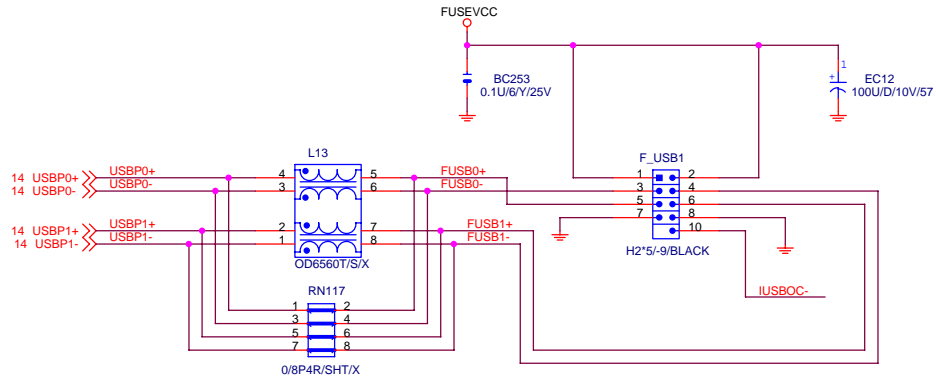 FUSEVCC
BC253
0.1U/6/Y/25V
1
+
EC12
100U/D/10V/57
L13
F_USB1
14 USBP0+ USBP0+ 4 5 FUSB0+ 1 2
14 USBP0- USBP0- 3 6 FUSB0- 3 4
5 6
14 USBP1+ USBP1+ 2 7 FUSB1+ 7 8
14 USBP1- USBP1- 1 8 FUSB1- 10
OD6560T/S/X
H2*5/-9/BLACK
RN117
IUSBOC-
1 2
3 4
5 6
7 8
0/8P4R/SHT/X